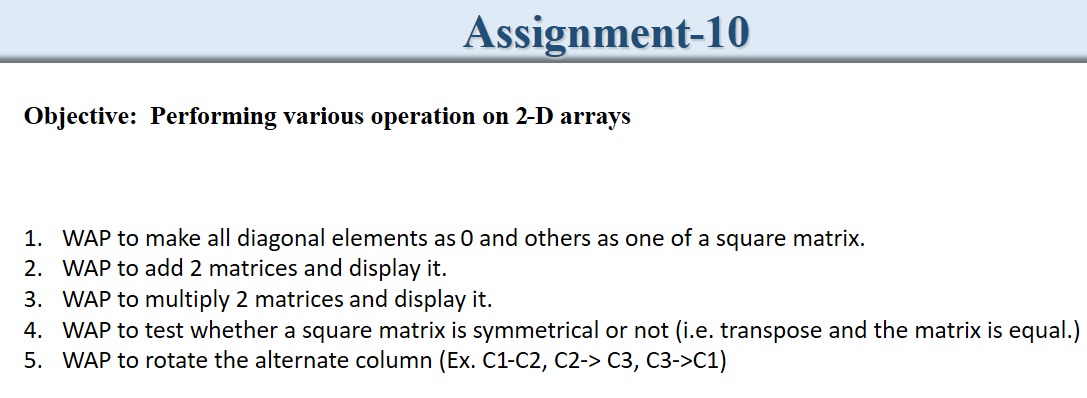 Assignment-10
Objective: Performing various operation on 2-D arrays
1. WAP to make all diagonal elements as 0 and others as one of a square matrix.
2. WAP to add 2 matrices and display it.
3. WAP to multiply 2 matrices and display it.
4. WAP to test whether a square matrix is symmetrical or not (i.e. transpose and the matrix is equal.)
5. WAP to rotate the alternate column (Ex. C1-C2, C2-> C3, C3->C1)